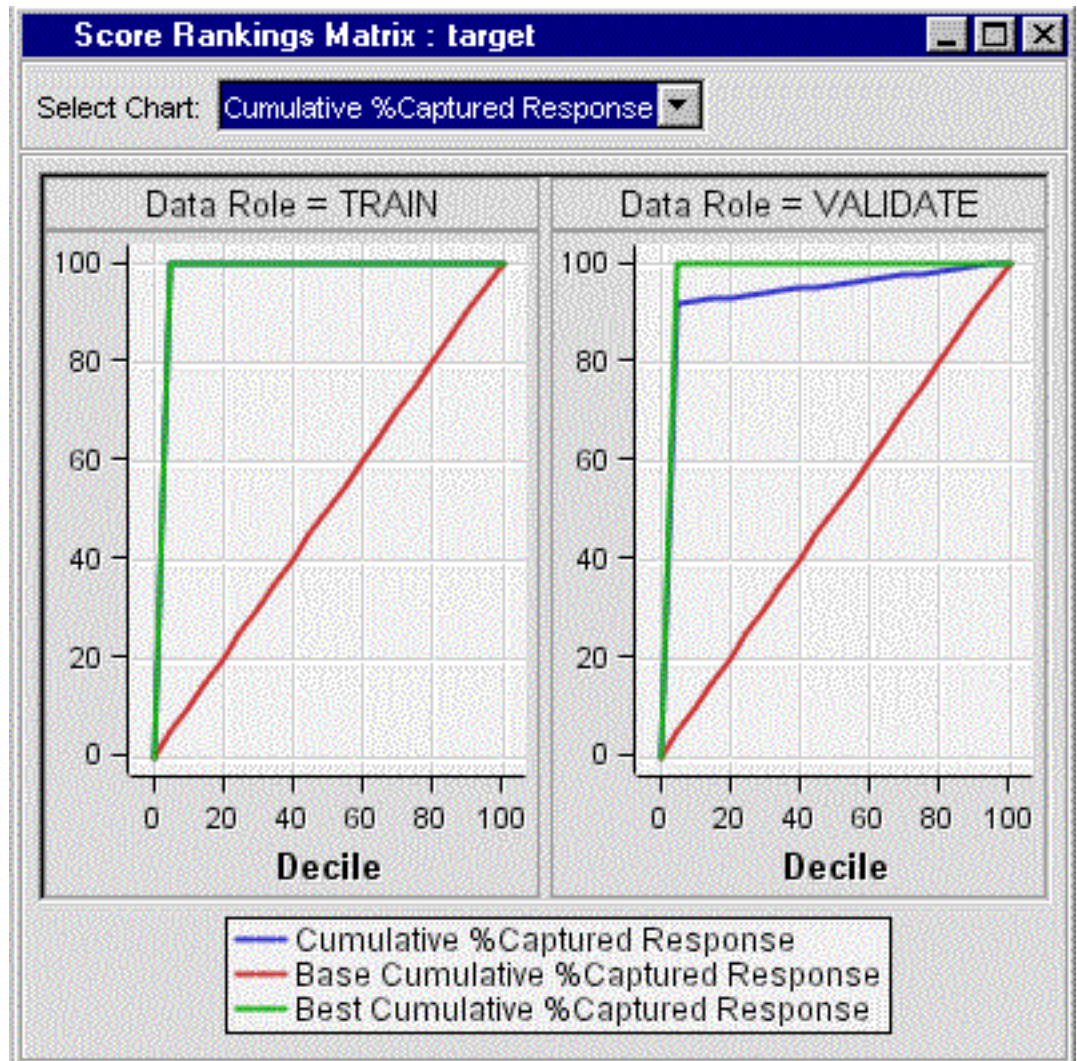 Score Rankings Matrix : target
Select Chart: Cumulative %Captured Response
Data Role = TRAIN
Data Role = VALIDATE
100
80
60
40
20
0
0 20 40 60 80 100
Decile
100
80
60
40
20
0
0 20 40 60 80 100
Decile
Cumulative %Captured Response
Base Cumulative %Captured Response
Best Cumulative %Captured Response